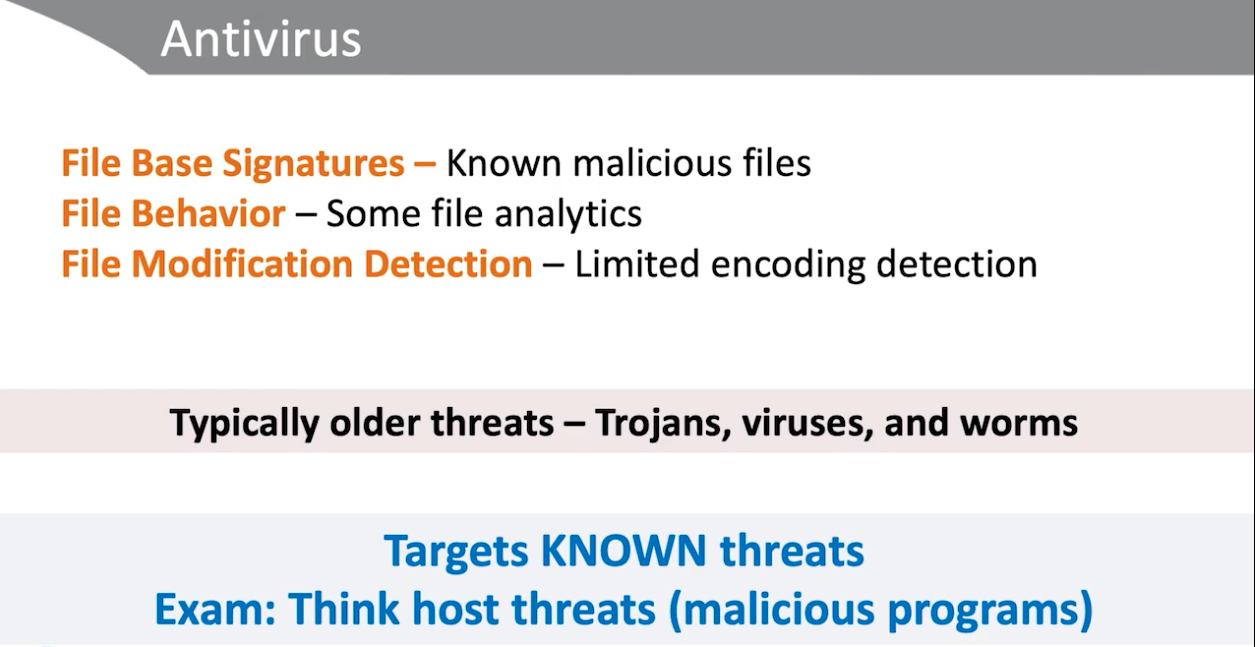 Antivirus
File Base Signatures – Known malicious files
File Behavior – Some file analytics
File Modification Detection – Limited encoding detection
Typically older threats – Trojans, viruses, and worms
Targets KNOWN threats
Exam: Think host threats (malicious programs)